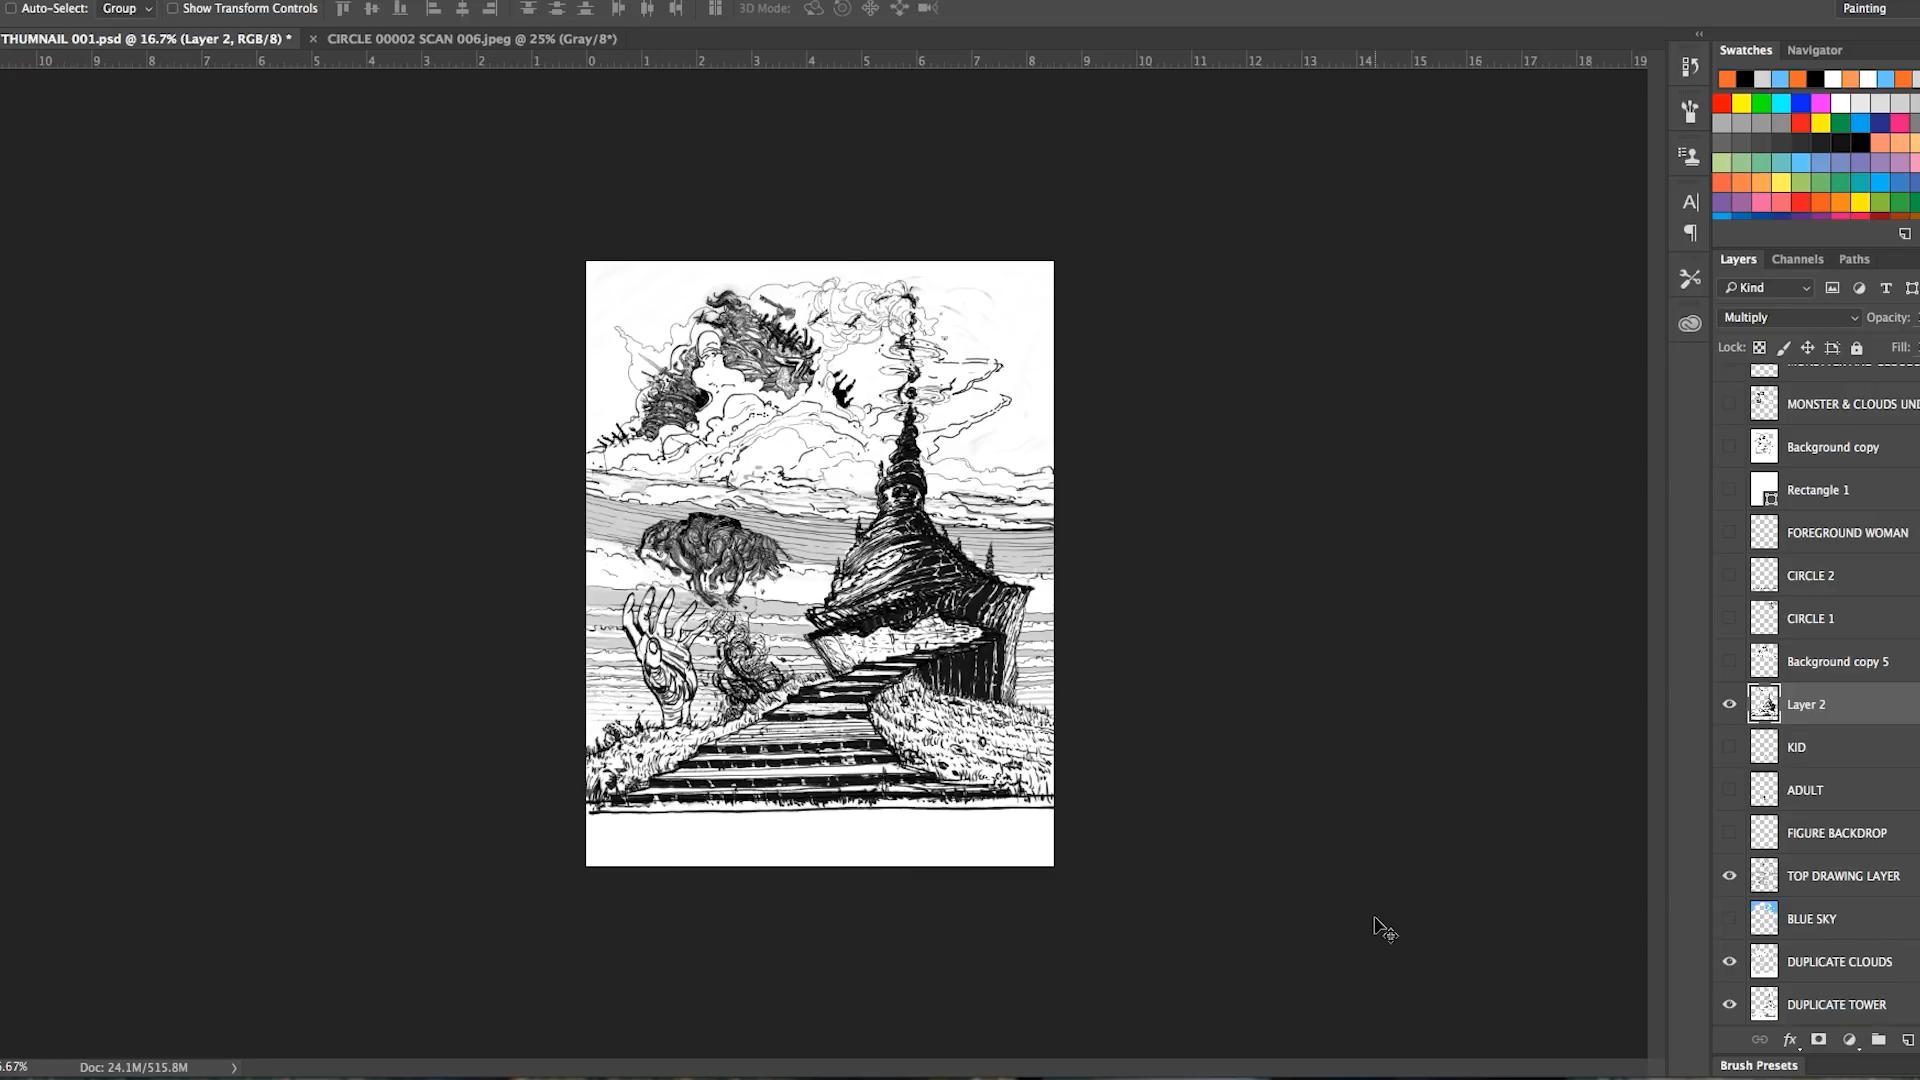 Auto-Select: Group Show Transform Controls 3D Mode: Painting
THUMNAIL 001.psd @ 16.7% (Layer 2, RGB/8) * × CIRCLE 00002 SCAN 006.jpeg @ 25% (Gray/8*)
10 9 8 7 6 5 4 3 2 1 0 1 2 3 4 5 6 7 8 9 10 11 12 13 14 15 16 17 18 19
Swatches Navigator
Layers Channels Paths
Kind
Multiply Opacity:
Lock: Fill:
MONSTER & CLOUDS UND
Background copy
Rectangle 1
FOREGROUND WOMAN
CIRCLE 2
CIRCLE 1
Background copy 5
Layer 2
KID
ADULT
FIGURE BACKDROP
TOP DRAWING LAYER
BLUE SKY
DUPLICATE CLOUDS
DUPLICATE TOWER
fx
6.67% Doc: 24.1M/515.8M
Brush Presets